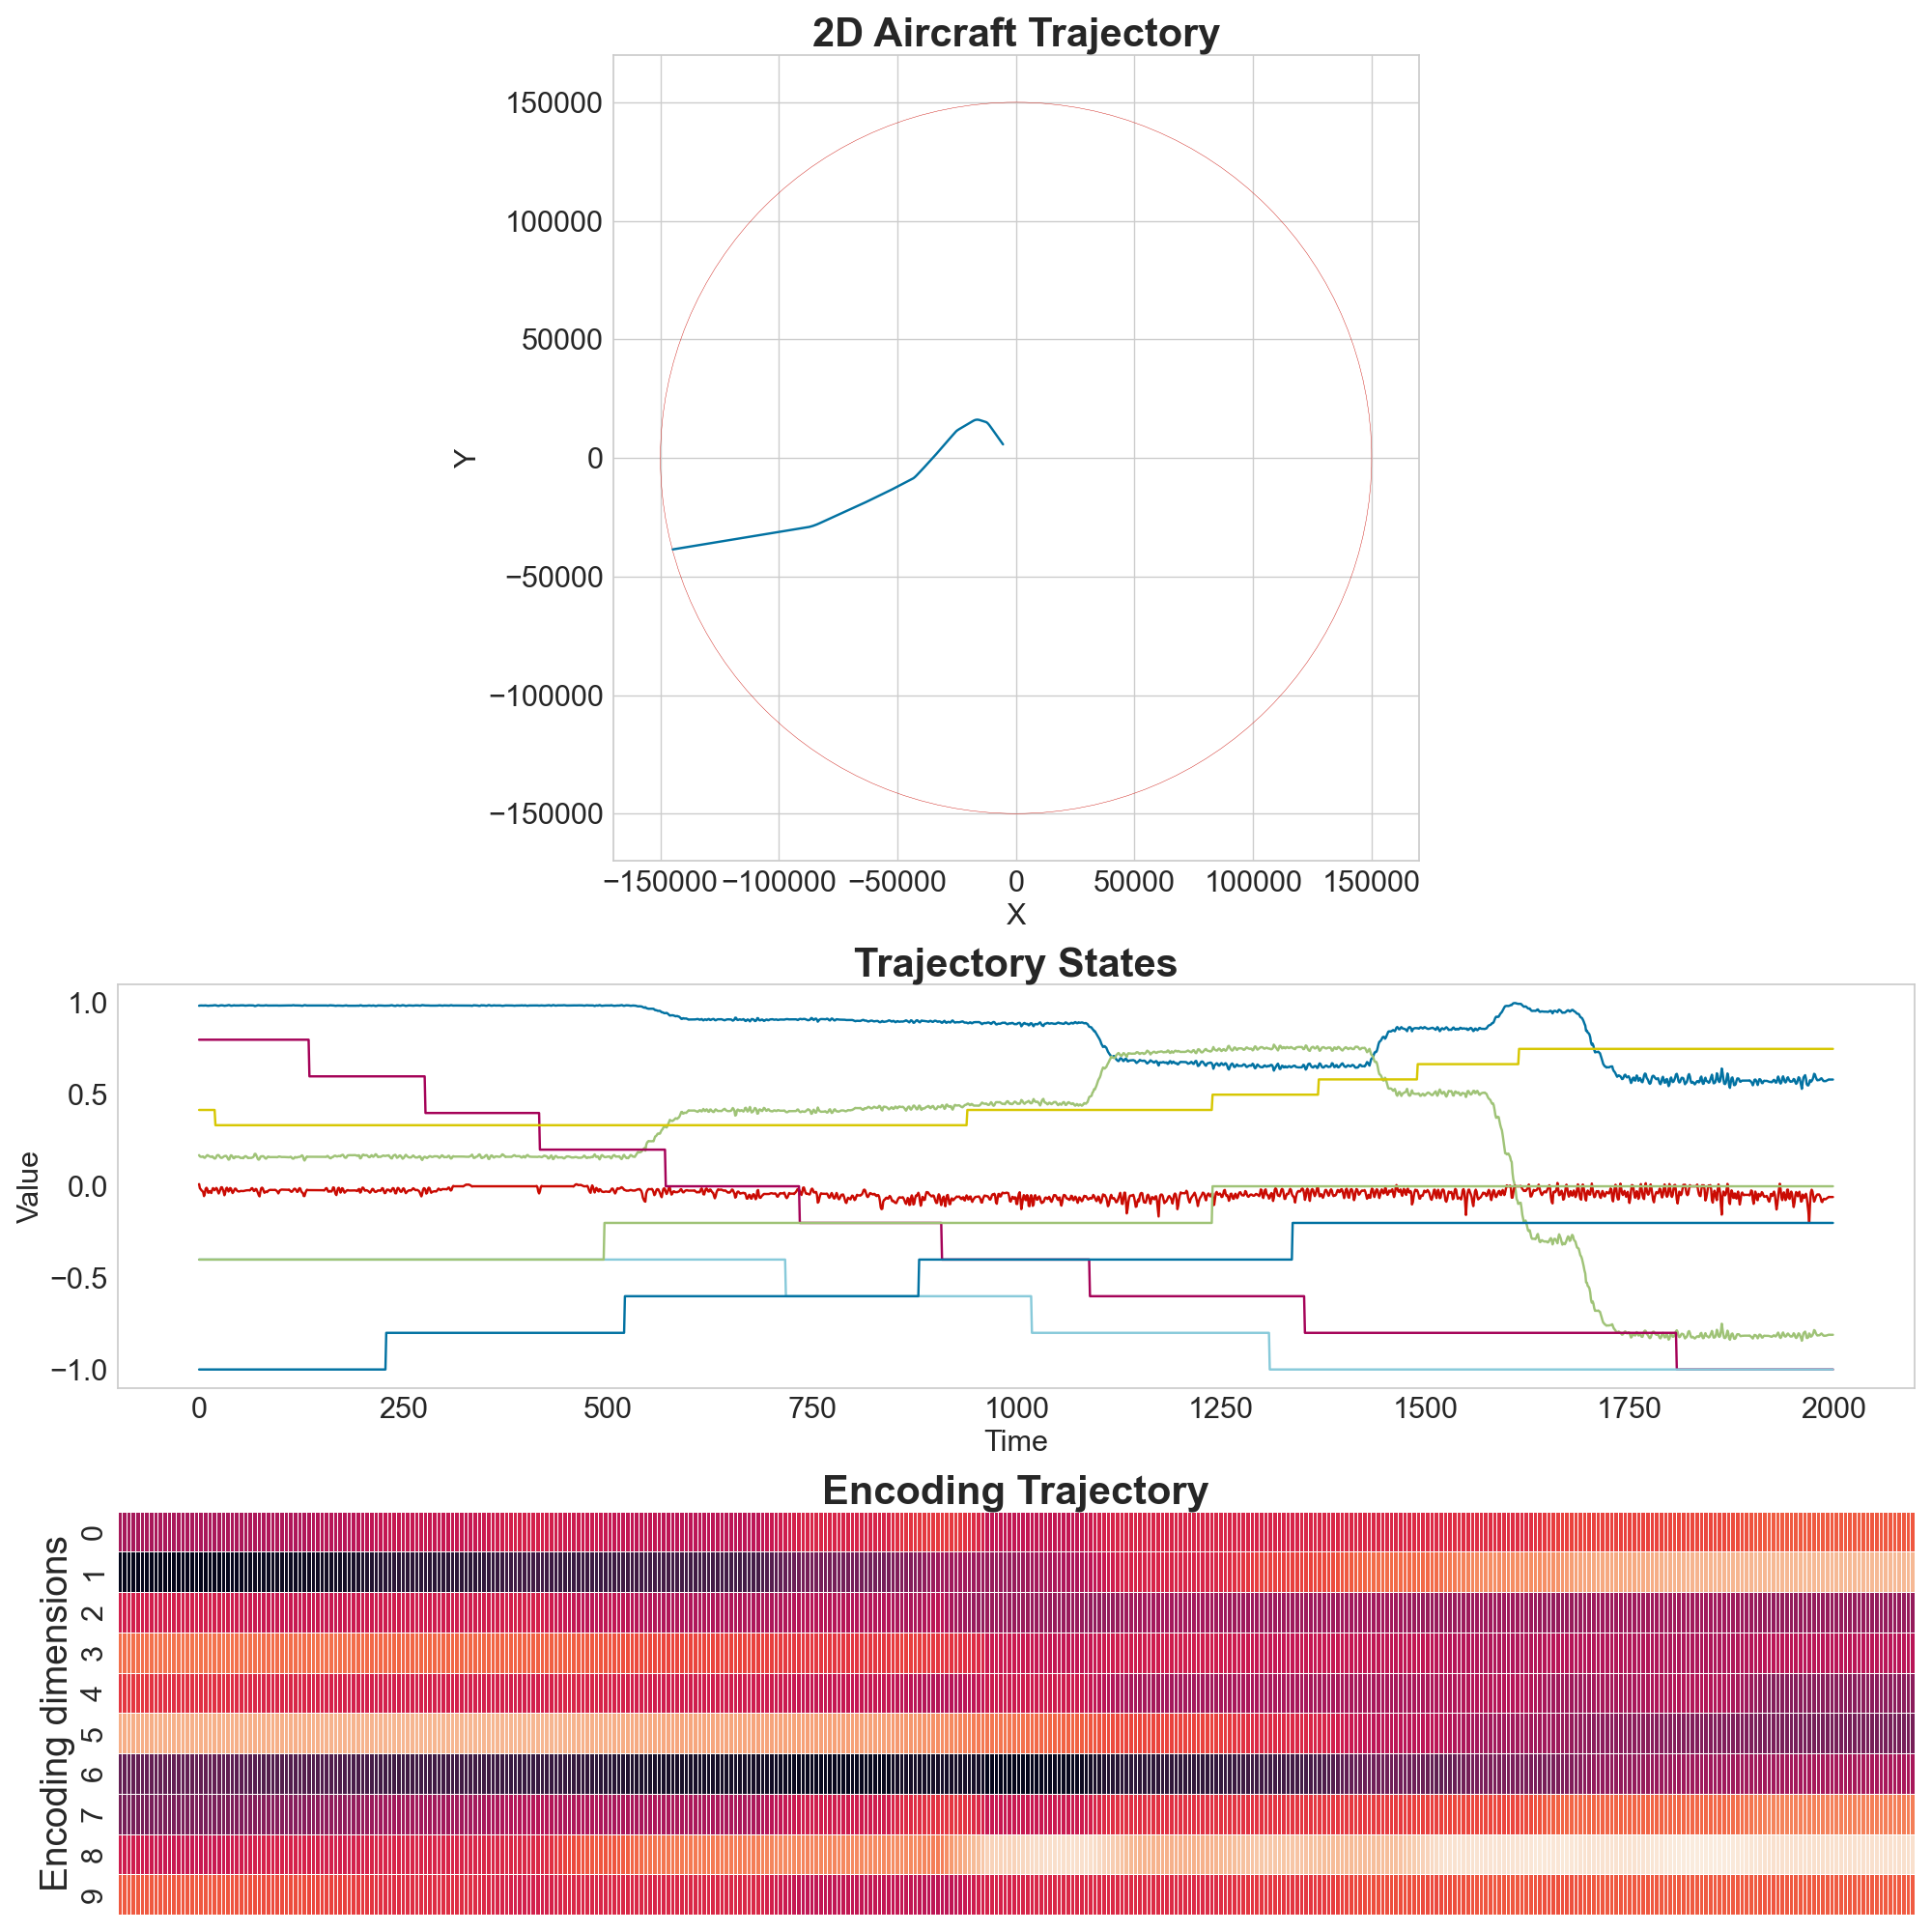 2D Aircraft Trajectory
150000
100000
50000
0
−50000
−100000
−150000
Y
−150000 −100000 −50000 0 50000 100000 150000
X
Trajectory States
1.0
0.5
0.0
−0.5
−1.0
Value
0 250 500 750 1000 1250 1500 1750 2000
Time
Encoding Trajectory
Encoding dimensions
0
1
2
3
4
5
6
7
8
9